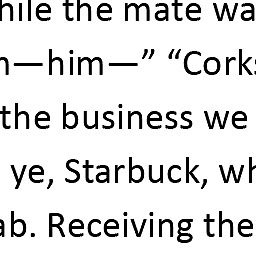 hile the mate wa
m—him—” “Corks
the business we
ye, Starbuck, wh
ab. Receiving the